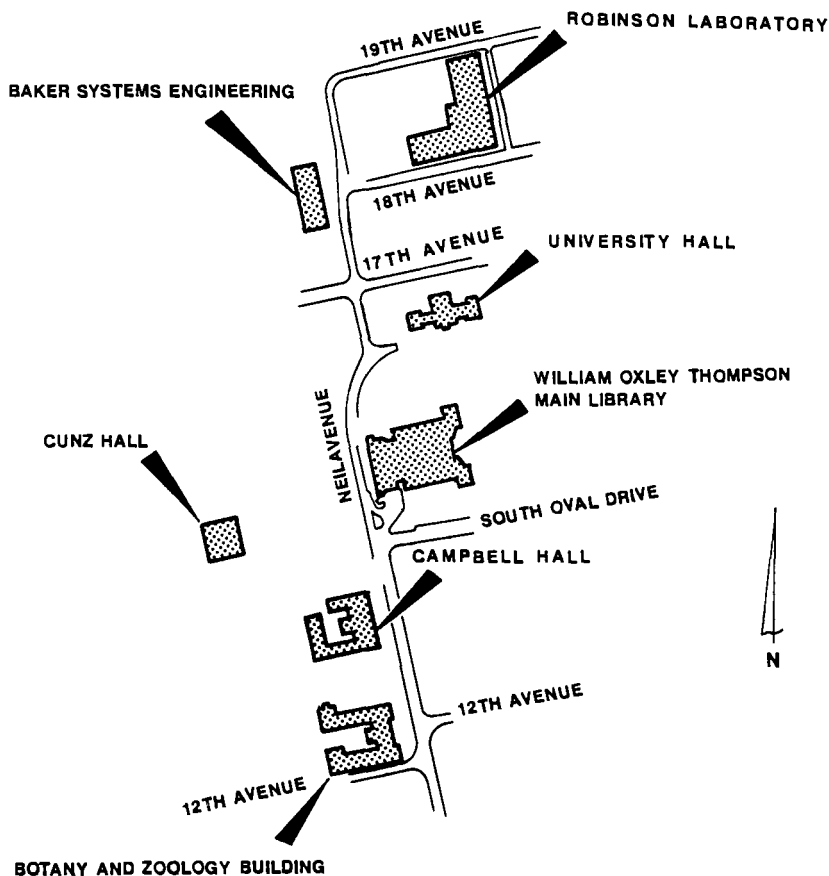 19TH AVENUE
ROBINSON LABORATORY
BAKER SYSTEMS ENGINEERING
18TH AVENUE
17TH AVENUE
UNIVERSITY HALL
WILLIAM OXLEY THOMPSON
MAIN LIBRARY
CUNZ HALL
NEILAVENUE
SOUTH OVAL DRIVE
CAMPBELL HALL
N
12TH AVENUE
12TH AVENUE
BOTANY AND ZOOLOGY BUILDING